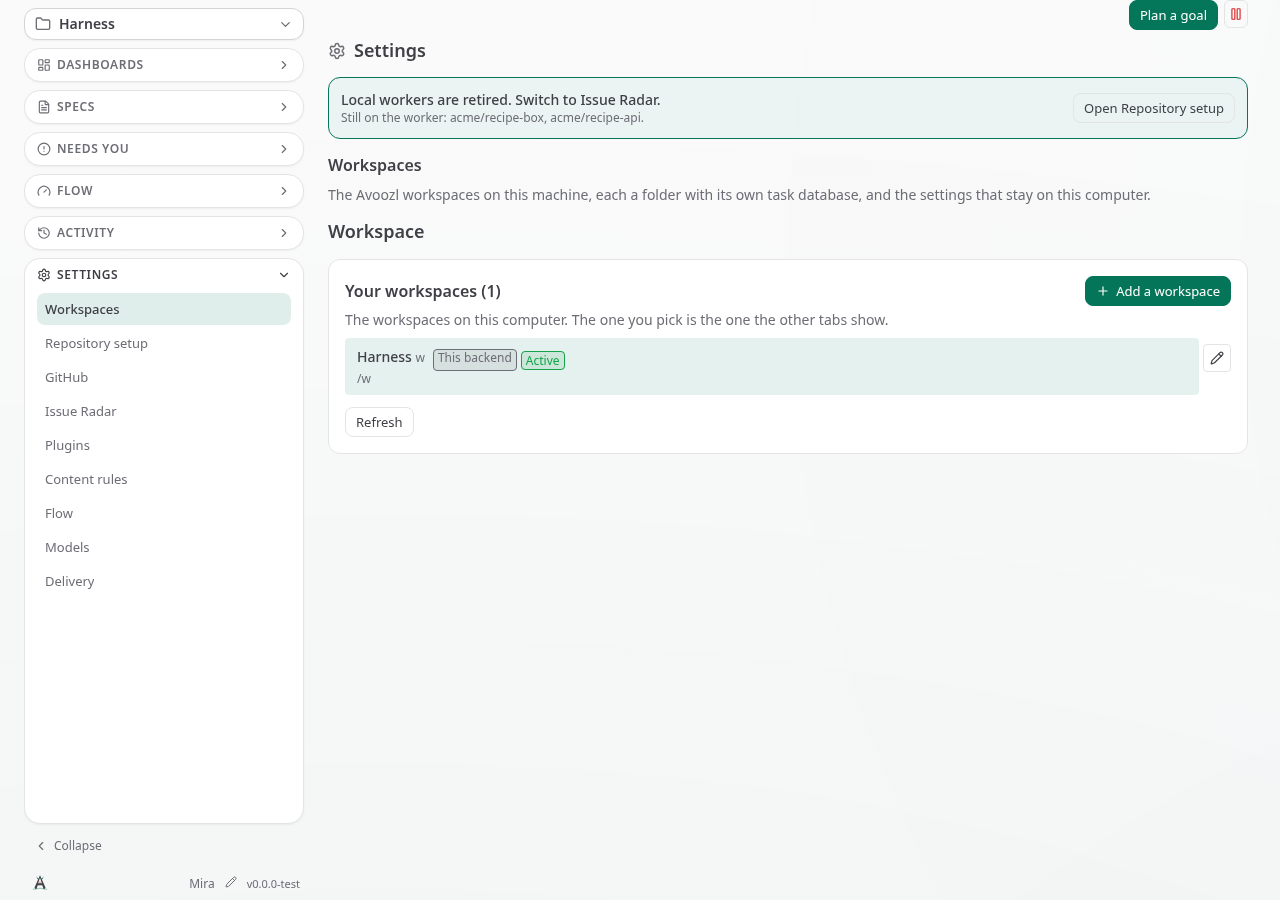 Harness
DASHBOARDS
SPECS
NEEDS YOU
FLOW
ACTIVITY
SETTINGS
Workspaces
Repository setup
GitHub
Issue Radar
Plugins
Content rules
Flow
Models
Delivery
Collapse
Mira
v0.0.0-test
Plan a goal
Settings
Local workers are retired. Switch to Issue Radar.
Still on the worker: acme/recipe-box, acme/recipe-api.
Open Repository setup
Workspaces
The Avoozl workspaces on this machine, each a folder with its own task database, and the settings that stay on this computer.
Workspace
Your workspaces (1)
Add a workspace
The workspaces on this computer. The one you pick is the one the other tabs show.
Harness w This backend Active
/w
Refresh